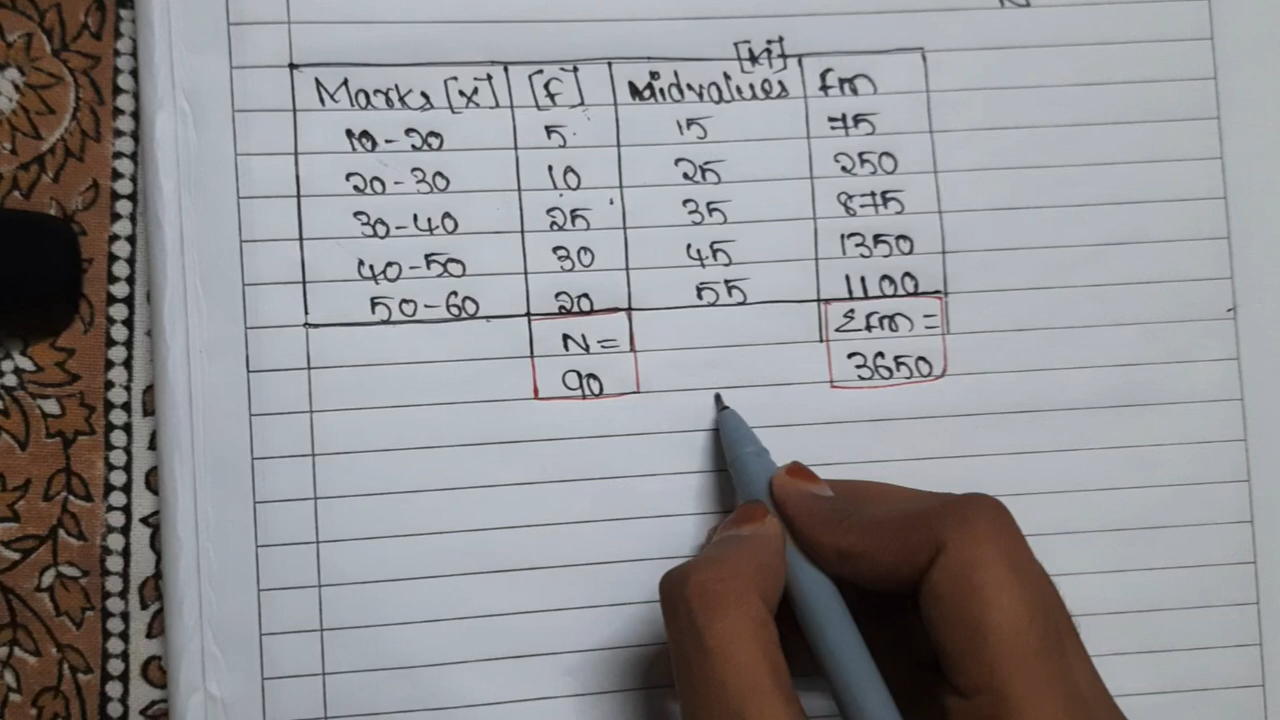 [Mi]
Marks [x] [f] Midvalues fm
10-20 5 15 75
20-30 10 25 250
30-40 25 35 875
40-50 30 45 1350
50-60 20 55 1100
N = Σfm =
90 3650